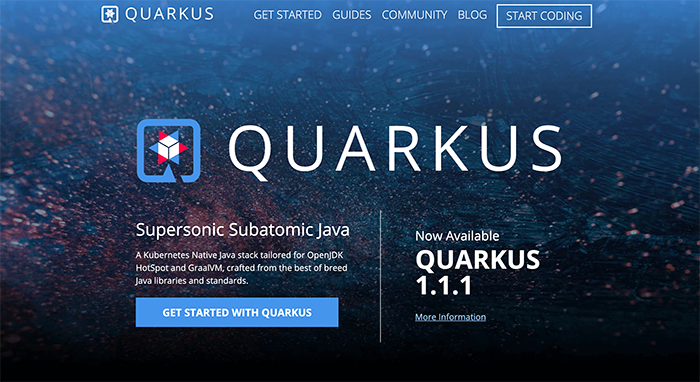 QUARKUS
GET STARTED
GUIDES
COMMUNITY
BLOG
START CODING
QUARKUS
Supersonic Subatomic Java
A Kubernetes Native Java stack tailored for OpenJDK
HotSpot and GraalVM, crafted from the best of breed
Java libraries and standards.
GET STARTED WITH QUARKUS
Now Available
QUARKUS
1.1.1
More Information